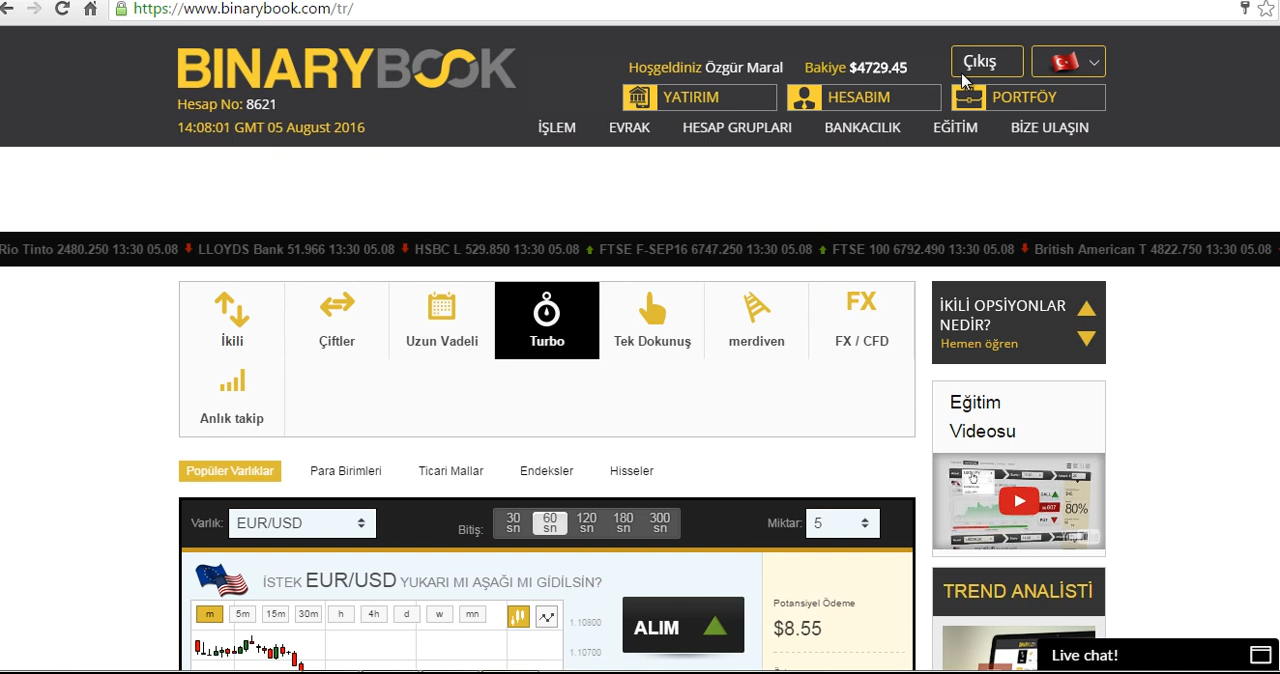 https://www.binarybook.com/tr/
BINARYBOOK
Hoşgeldiniz Özgür Maral Bakiye $4729.45
Çıkış
Hesap No: 8621
YATIRIM HESABIM PORTFÖY
14:08:01 GMT 05 August 2016
İŞLEM EVRAK HESAP GRUPLARI BANKACILIK EĞİTİM BİZE ULAŞIN
Rio Tinto 2480.250 13:30 05.08 LLOYDS Bank 51.966 13:30 05.08 HSBC L 529.850 13:30 05.08 FTSE F-SEP16 6747.250 13:30 05.08 FTSE 100 6792.490 13:30 05.08 British American T 4822.750 13:30 05.08
FX
İkili Çiftler Uzun Vadeli Turbo Tek Dokunuş merdiven FX / CFD
Anlık takip
İKİLİ OPSİYONLAR
NEDİR?
Hemen öğren
Eğitim
Videosu
80%
Popüler Varlıklar Para Birimleri Ticari Mallar Endeksler Hisseler
Varlık: EUR/USD Bitiş: 30 sn 60 sn 120 sn 180 sn 300 sn Miktar: 5
İSTEK EUR/USD YUKARI MI AŞAĞI MI GİDİLSİN?
m 5m 15m 30m h 4h d w mn
1.10800
1.10700
ALIM
Potansiyel Ödeme
$8.55
TREND ANALİSTİ
Live chat!